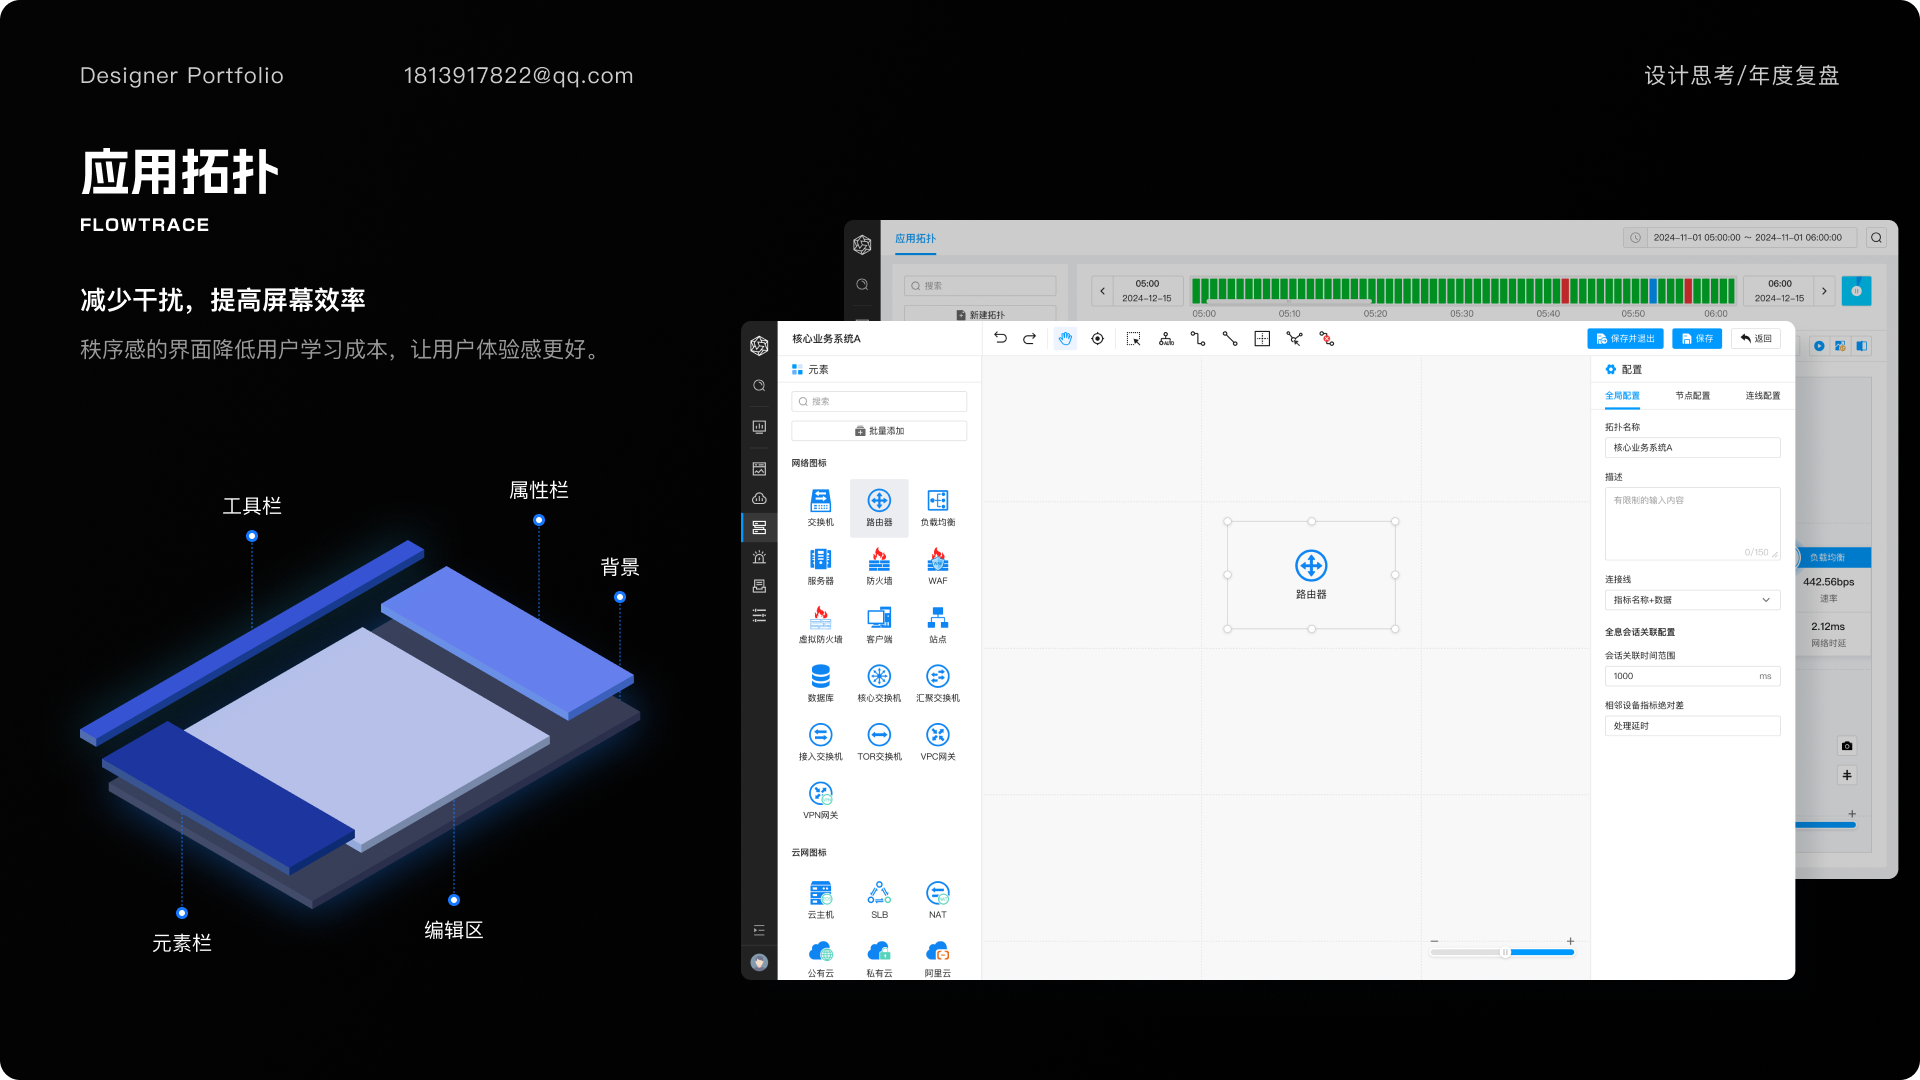 Designer Portfolio
1813917822@qq.com
设计思考/年度复盘
应用拓扑
FLOWTRACE
减少干扰，提高屏幕效率
秩序感的界面降低用户学习成本，让用户体验感更好。
工具栏
属性栏
背景
元素栏
编辑区
应用拓扑
2024-11-01 05:00:00 ~ 2024-11-01 06:00:00
搜索
新建拓扑
05:00
2024-12-15
06:00
2024-12-15
05:00
05:10
05:20
05:30
05:40
05:50
06:00
核心业务系统A
保存并退出
保存
返回
元素
搜索
批量添加
网络图标
交换机
路由器
负载均衡
服务器
防火墙
WAF
虚拟防火墙
客户端
站点
数据库
核心交换机
汇聚交换机
接入交换机
TOR交换机
VPC网关
VPN网关
云网图标
云主机
SLB
NAT
公有云
私有云
阿里云
路由器
配置
全局配置
节点配置
连线配置
拓扑名称
核心业务系统A
描述
有限制的输入内容
0/150
连接线
指标名称+数据
全息会话关联配置
会话关联时间范围
1000
ms
相邻设备指标绝对差
处理延时
负载均衡
442.56bps
速率
2.12ms
网络时延